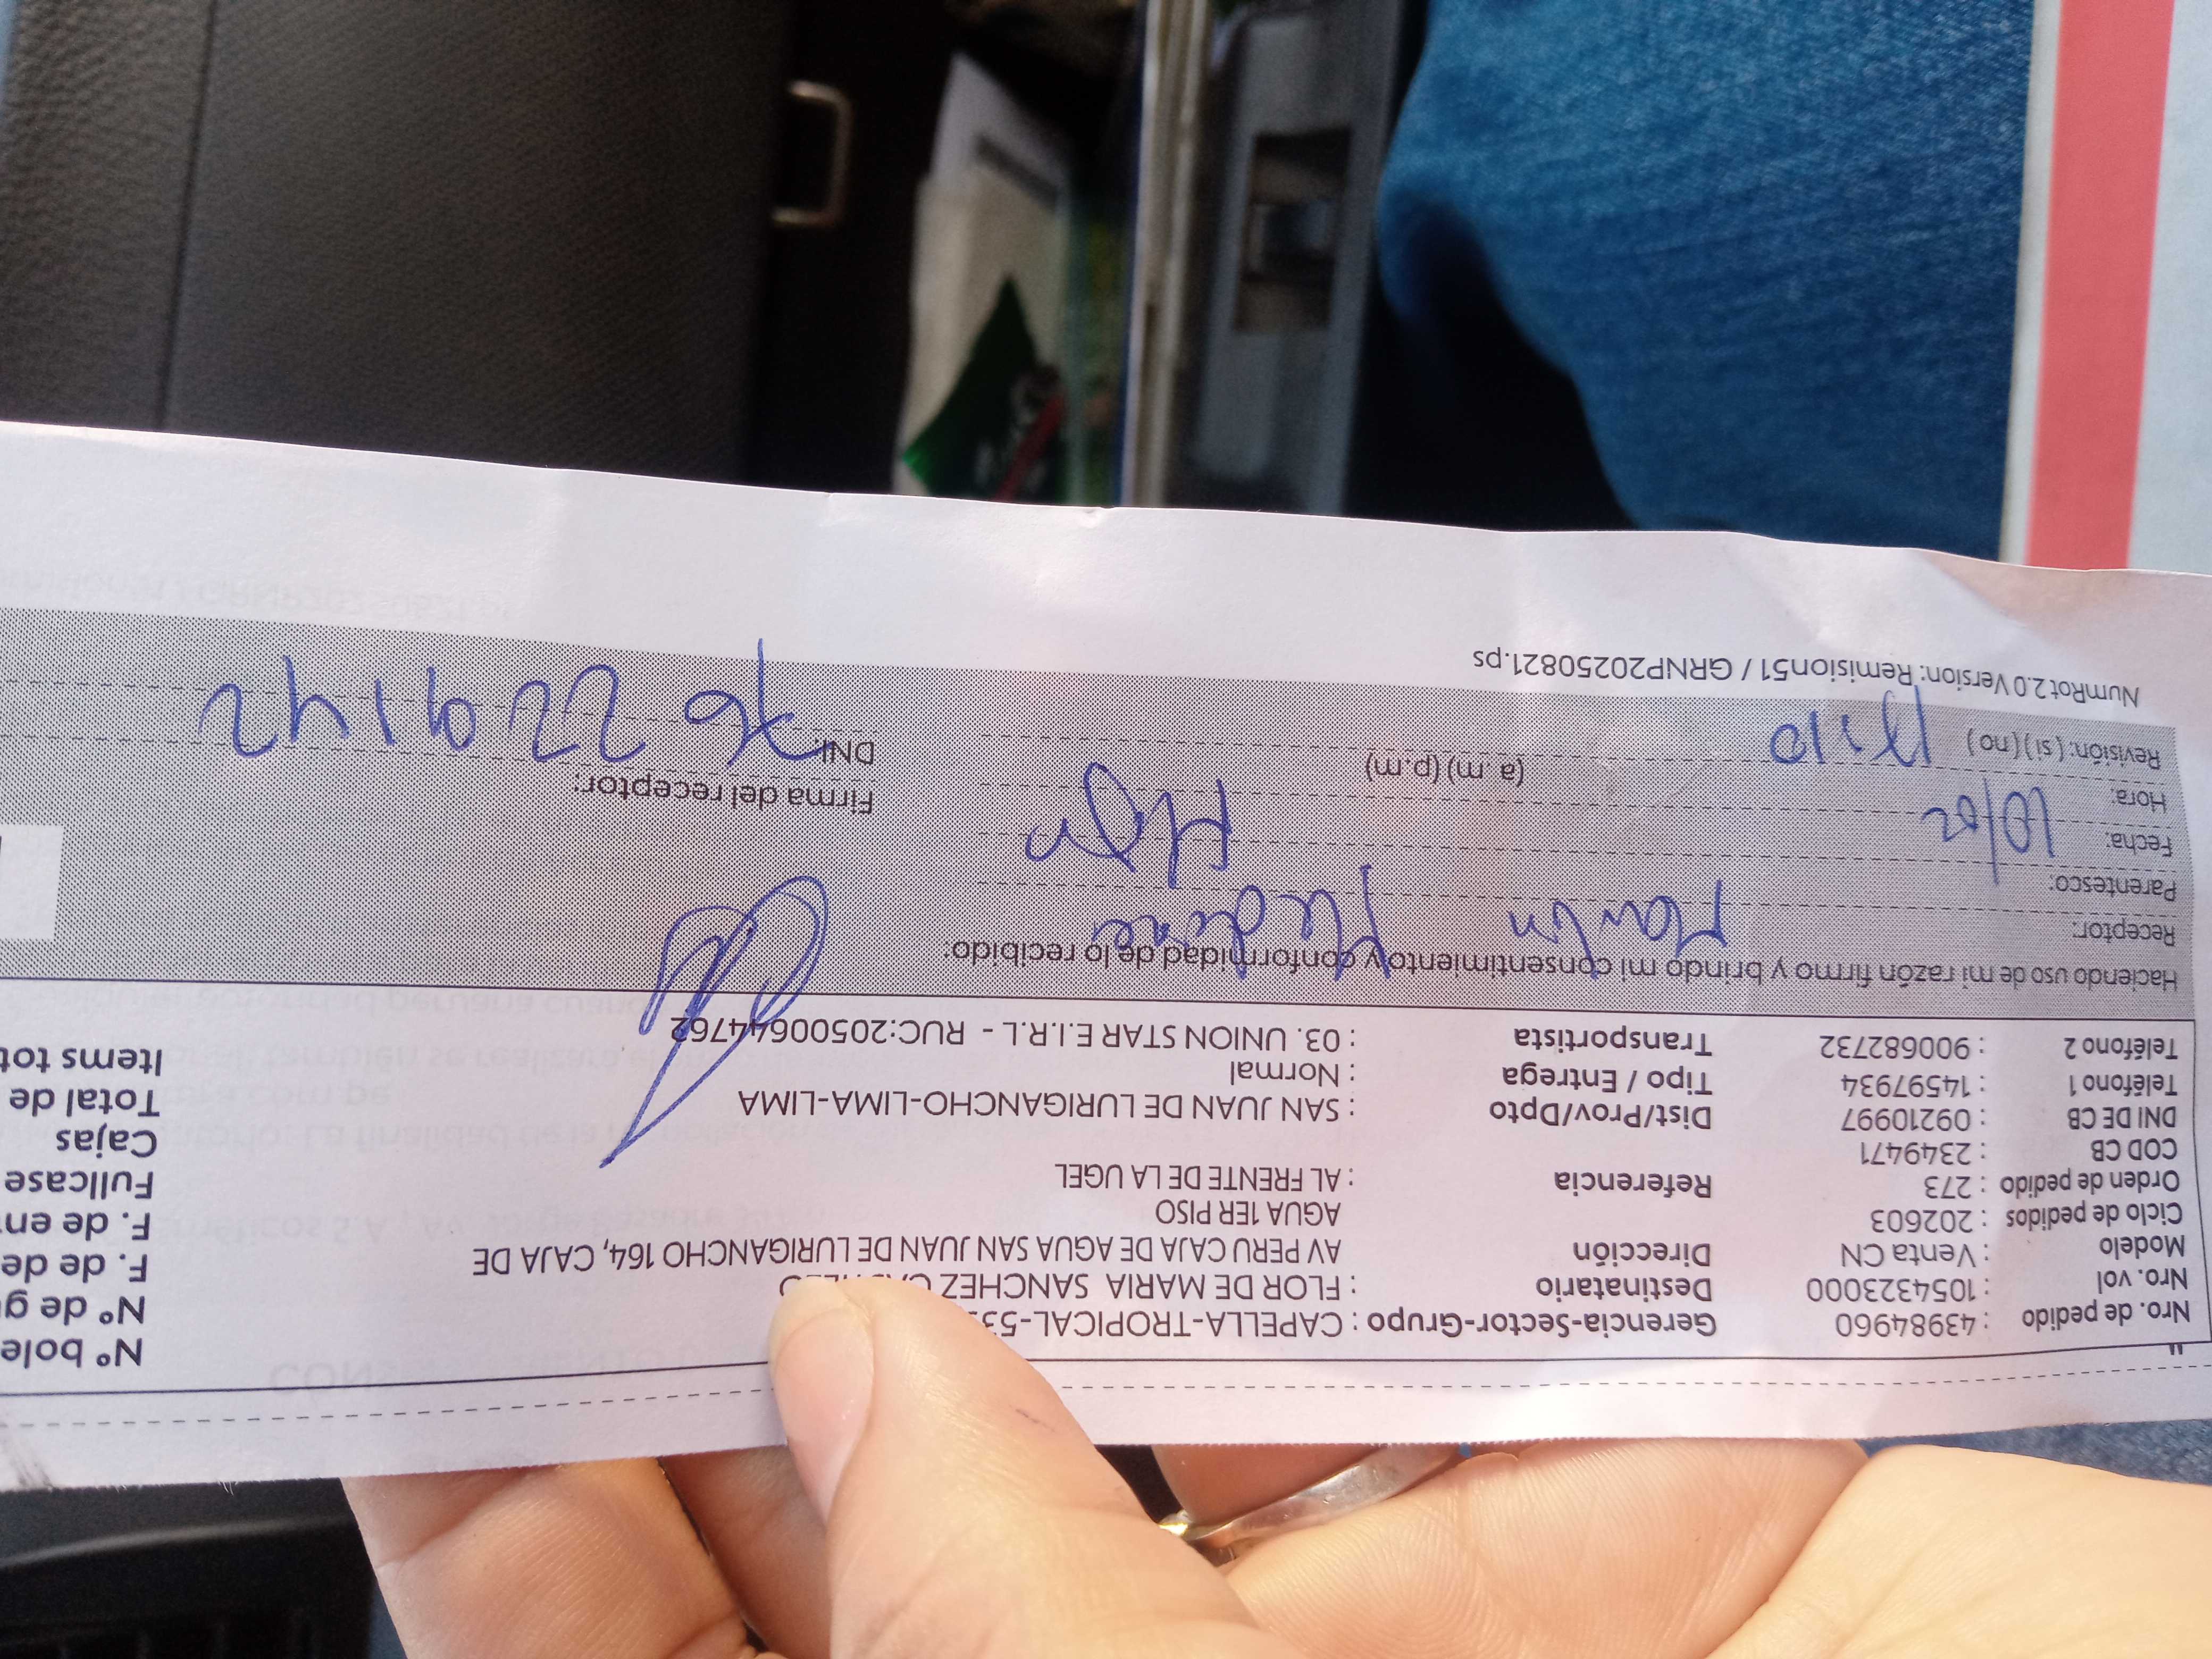 Nro. de pedido : 43984960 Gerencia-Sector-Grupo : CAPELLA-TROPICAL-53 Nº bole
Nro. vol : 1054323000 Destinatario : FLOR DE MARIA SANCHEZ Nº de gu
Modelo : Venta CN Dirección AV PERU CAJA DE AGUA SAN JUAN DE LURIGANCHO 164, CAJA DE F. de de
Ciclo de pedidos : 202603 AGUA 1ER PISO F. de en
Orden de pedido : 273 Referencia : AL FRENTE DE LA UGEL Fullcase
COD CB : 2349471 Cajas
DNI DE CB : 09210997 Dist/Prov/Dpto : SAN JUAN DE LURIGANCHO-LIMA-LIMA Total de
Teléfono 1 : 14597934 Tipo / Entrega : Normal Items tot
Teléfono 2 : 900682732 Transportista : 03. UNION STAR E.I.R.L - RUC:20500644762
Haciendo uso de mi razón firmo y brindo mi consentimiento y conformidad de lo recibido:
Receptor:
Parentesco:
Fecha: 10/02
Hora: (a.m) (p.m) Firma del receptor:
Revisión: ( si ) ( no ) DNI: 76229142
NumRot 2.0 Version: Remision51 / GRNP20250821.ps